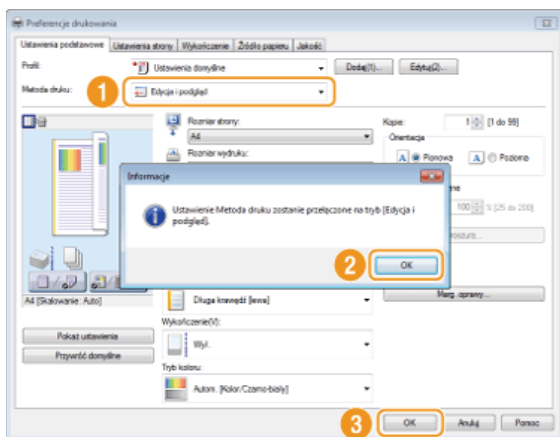 Preferencje drukowania
Ustawienia podstawowe Ustawienia strony Wykończenie Źródło papieru Jakość
Profil: Ustawienia domyślne Dodaj(1)... Edytuj(2)...
Metoda druku: 1 Edycja i podgląd
Rozmiar strony: Kopie: 1 [1 do 99]
A4 Orientacja
Rozmiar wydruku: A Pionowa A Pozioma
Informacje
Ustawienie Metoda druku zostanie przełączone na tryb [Edycja i
podgląd].
100 % [25 do 200]
2 OK
A4 [Skalowanie: Auto] Długa krawędź [lewa] Marg. oprawy...
Wykończenie(V):
Pokaż ustawienia Wył.
Przywróć domyślne
Tryb koloru:
Autom. [Kolor/Czarno-biały]
3 OK Anuluj Pomoc